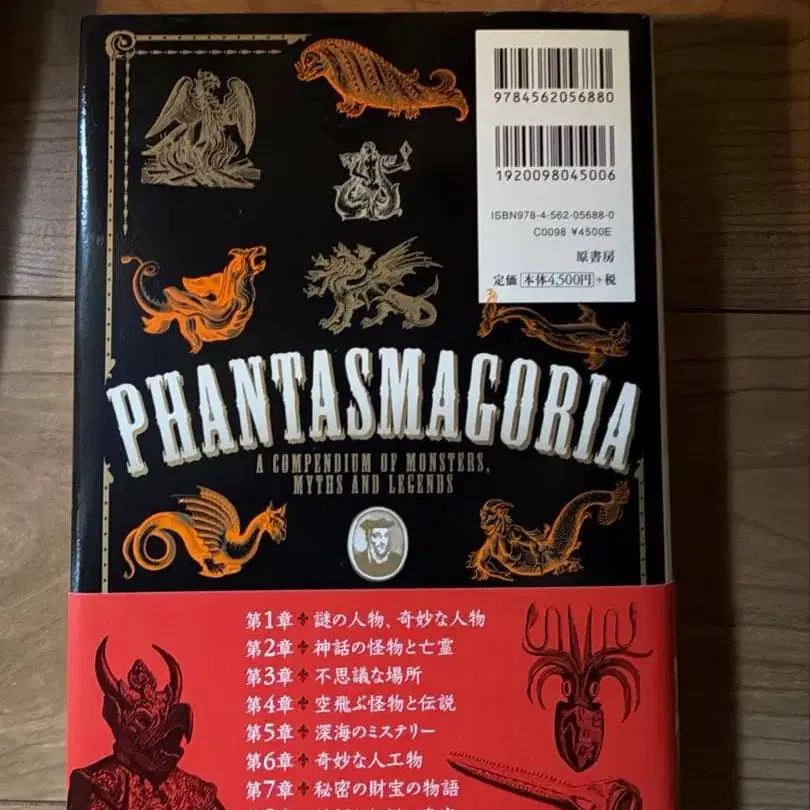 9784562056880
1920098045006
ISBN978-4-562-05688-0
C0098 ¥4500E
原書房
定価 本体4,500円+税
PHANTASMAGORIA
A COMPENDIUM OF MONSTERS,
MYTHS AND LEGENDS
第1章 謎の人物、奇妙な人物
第2章 神話の怪物と亡霊
第3章 不思議な場所
第4章 空飛ぶ怪物と伝説
第5章 深海のミステリー
第6章 奇妙な人工物
第7章 秘密の財宝の物語